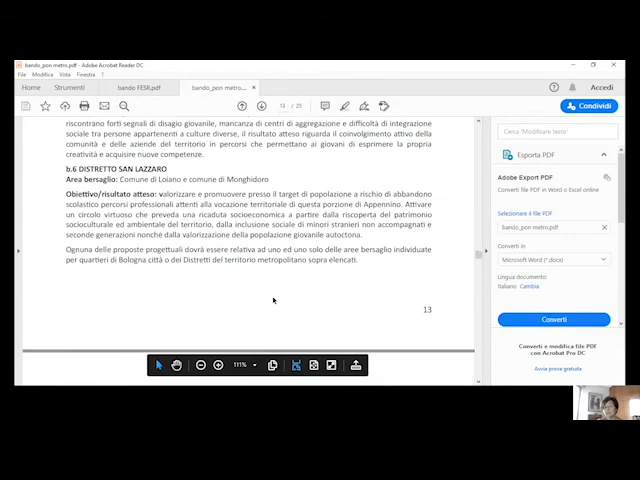 bando_pon metro.pdf - Adobe Acrobat Reader DC
File Modifica Vista Finestra ?
Home Strumenti bando FESR.pdf bando_pon metro.... × Accedi
13 / 25 Condividi
riscontrano forti segnali di disagio giovanile, mancanza di centri di aggregazione e difficoltà di integrazione
sociale tra persone appartenenti a culture diverse, il risultato atteso riguarda il coinvolgimento attivo della
comunità e delle aziende del territorio in percorsi che permettano ai giovani di esprimere la propria
creatività e acquisire nuove competenze.
b.6 DISTRETTO SAN LAZZARO
Area bersaglio: Comune di Loiano e comune di Monghidoro
Obiettivo/risultato atteso: valorizzare e promuovere presso il target di popolazione a rischio di abbandono
scolastico percorsi professionali attenti alla vocazione territoriale di questa porzione di Appennino. Attivare
un circolo virtuoso che preveda una ricaduta socioeconomica a partire dalla riscoperta del patrimonio
socioculturale ed ambientale del territorio, dalla inclusione sociale di minori stranieri non accompagnati e
seconde generazioni nonché dalla valorizzazione della popolazione giovanile autoctona.
Ognuna delle proposte progettuali dovrà essere relativa ad uno ed uno solo delle aree bersaglio individuate
per quartieri di Bologna città o dei Distretti del territorio metropolitano sopra elencati.
13
111%
Cerca 'Modificare testo'
Esporta PDF
Adobe Export PDF
Converti file PDF in Word o Excel online
Selezionare il file PDF
bando_pon metro.pdf
Converti in
Microsoft Word (*.docx)
Lingua documento:
Italiano Cambia
Converti
Converti e modifica file PDF
con Acrobat Pro DC
Avvia prova gratuita